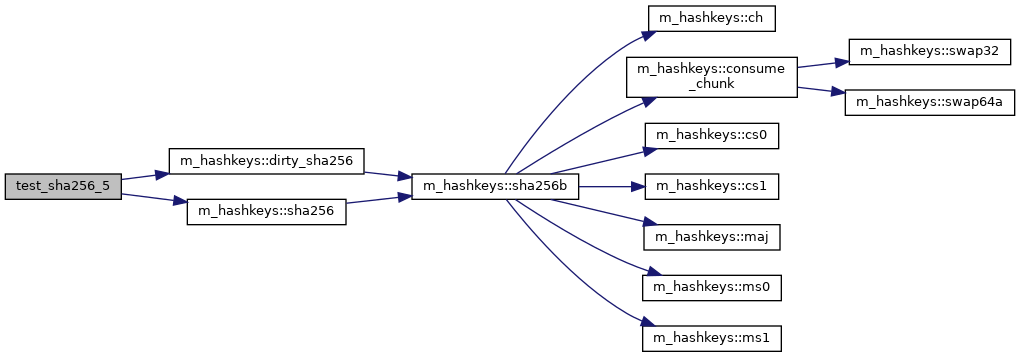 test_sha256_5
m_hashkeys::dirty_sha256
m_hashkeys::sha256
m_hashkeys::sha256b
m_hashkeys::ch
m_hashkeys::consume
_chunk
m_hashkeys::swap32
m_hashkeys::swap64a
m_hashkeys::cs0
m_hashkeys::cs1
m_hashkeys::maj
m_hashkeys::ms0
m_hashkeys::ms1